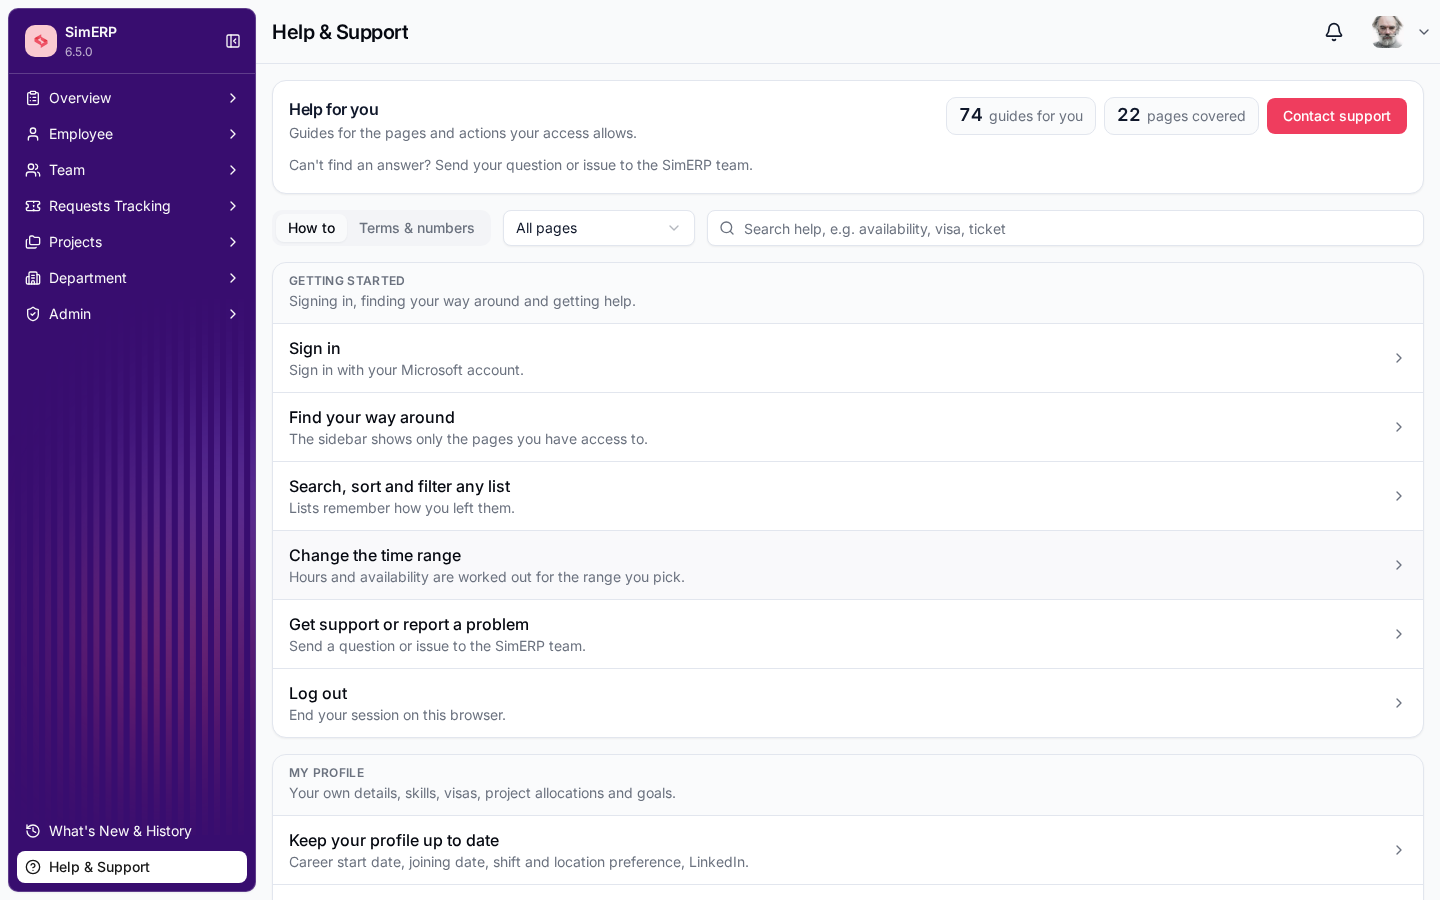 SimERP
6.5.0
Overview
Employee
Team
Requests Tracking
Projects
Department
Admin
What's New & History
Help & Support
Help & Support
Help for you
Guides for the pages and actions your access allows.
Can't find an answer? Send your question or issue to the SimERP team.
74 guides for you
22 pages covered
Contact support
How to
Terms & numbers
All pages
Search help, e.g. availability, visa, ticket
GETTING STARTED
Signing in, finding your way around and getting help.
Sign in
Sign in with your Microsoft account.
Find your way around
The sidebar shows only the pages you have access to.
Search, sort and filter any list
Lists remember how you left them.
Change the time range
Hours and availability are worked out for the range you pick.
Get support or report a problem
Send a question or issue to the SimERP team.
Log out
End your session on this browser.
MY PROFILE
Your own details, skills, visas, project allocations and goals.
Keep your profile up to date
Career start date, joining date, shift and location preference, LinkedIn.